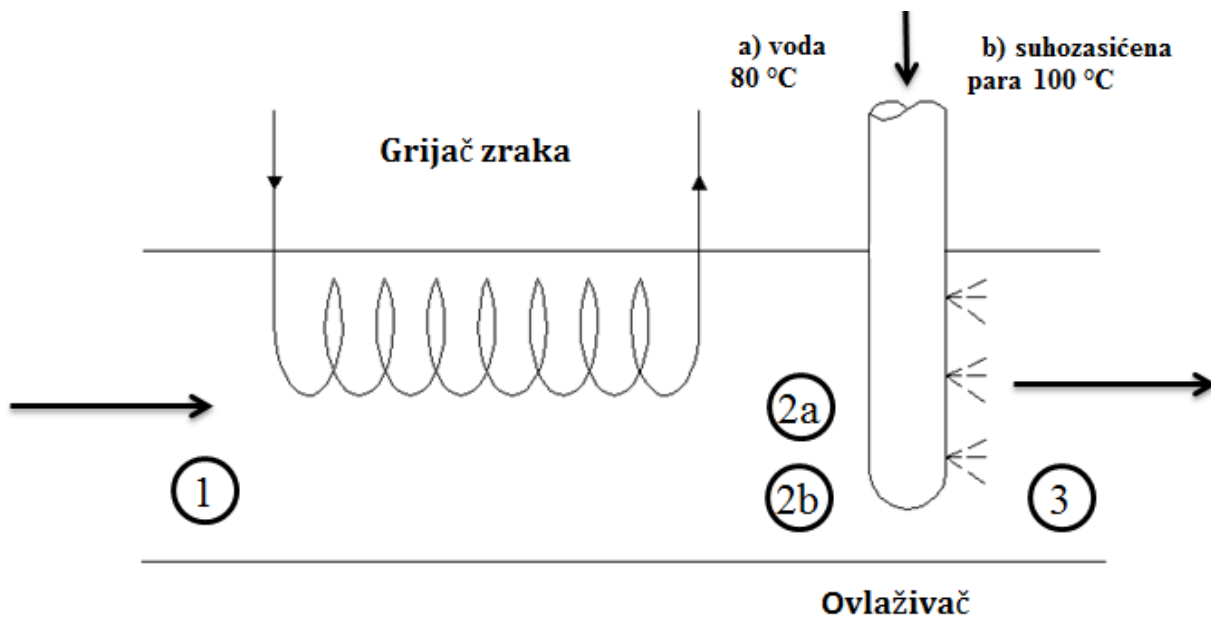 a) voda
80 °C
b) suhozasićena
para 100 °C
Grijač zraka
2a
1
2b
3
Ovlaživač